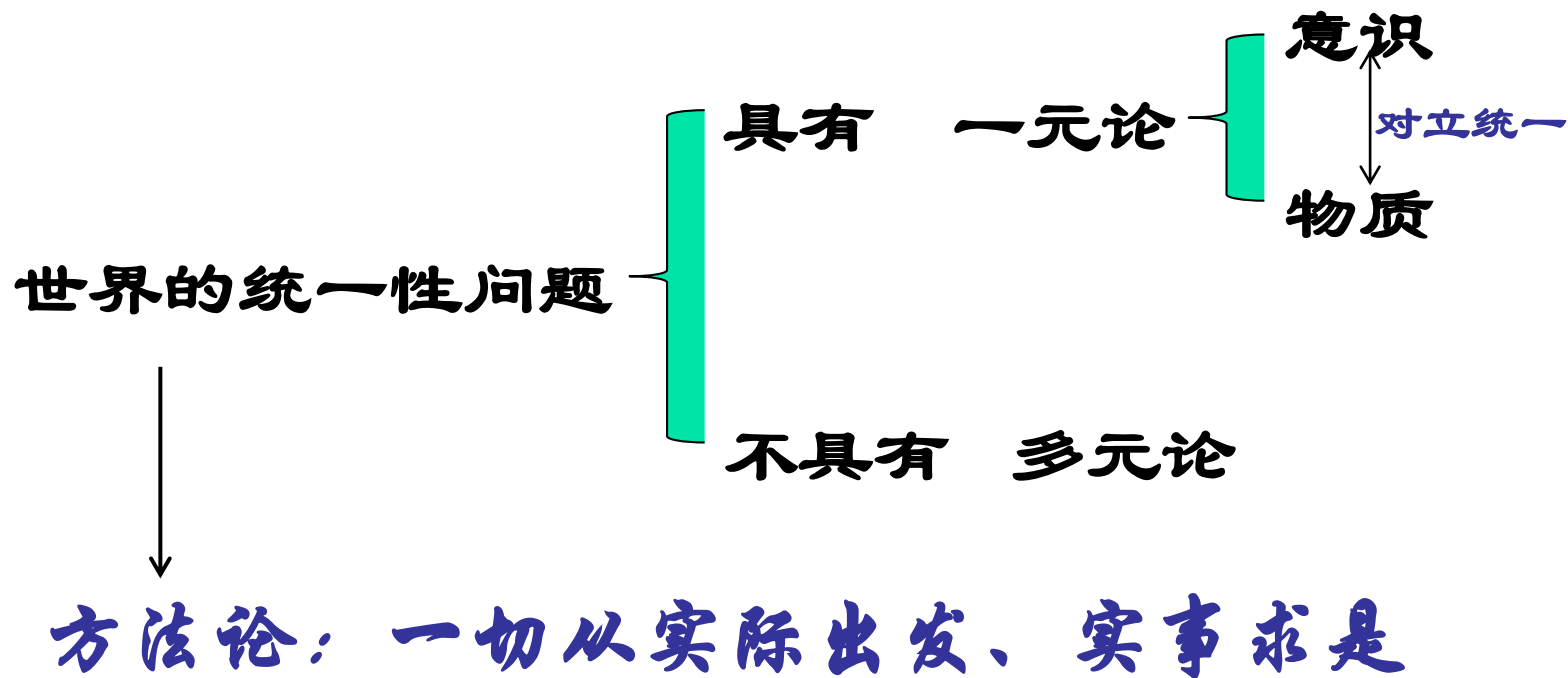 意识
具有 一元论
对立统一
物质
世界的统一性问题
不具有 多元论
方法论：一切从实际出发、实事求是